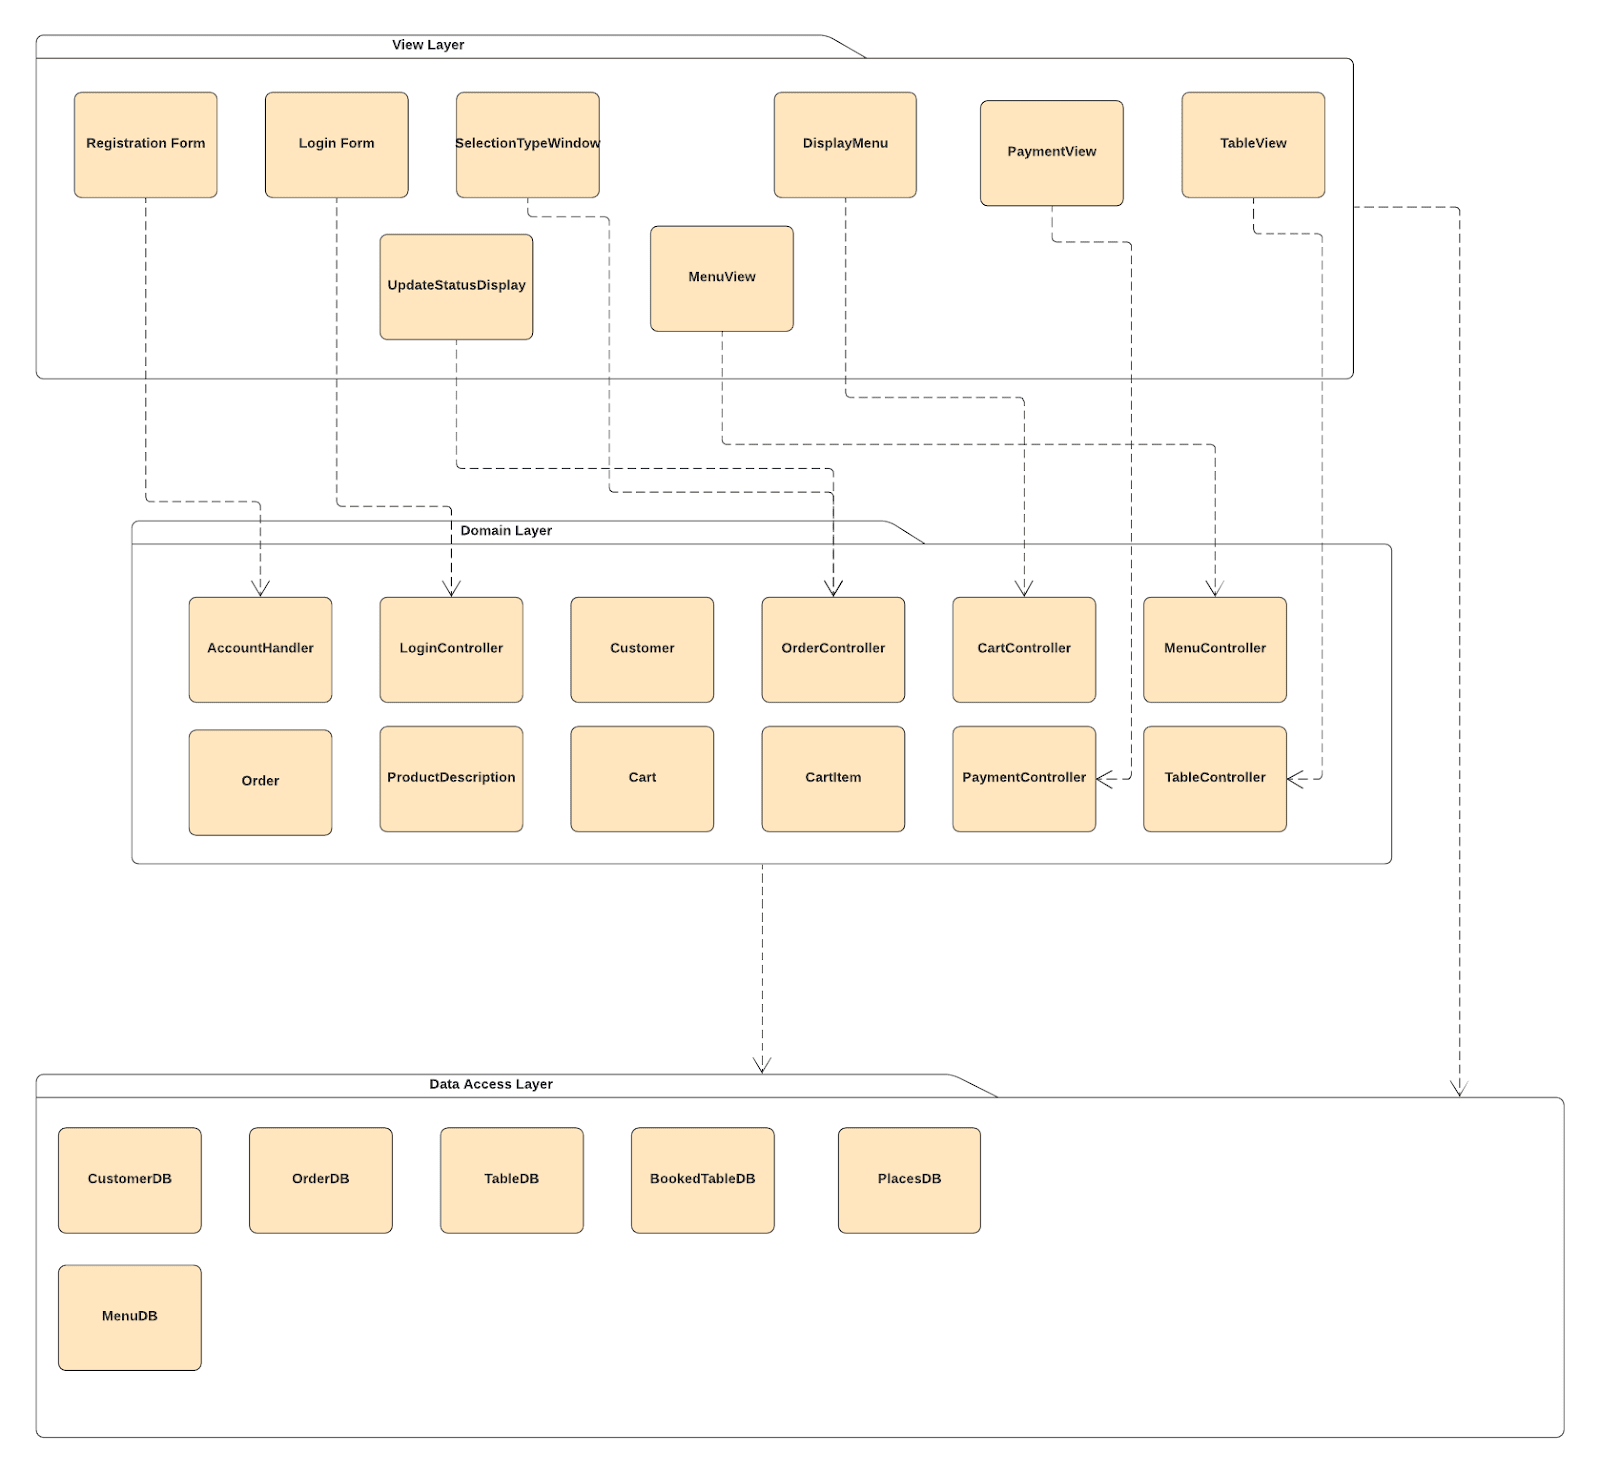 View Layer
Registration Form
Login Form
SelectionTypeWindow
DisplayMenu
PaymentView
TableView
UpdateStatusDisplay
MenuView
Domain Layer
AccountHandler
LoginController
Customer
OrderController
CartController
MenuController
Order
ProductDescription
Cart
CartItem
PaymentController
TableController
Data Access Layer
CustomerDB
OrderDB
TableDB
BookedTableDB
PlacesDB
MenuDB